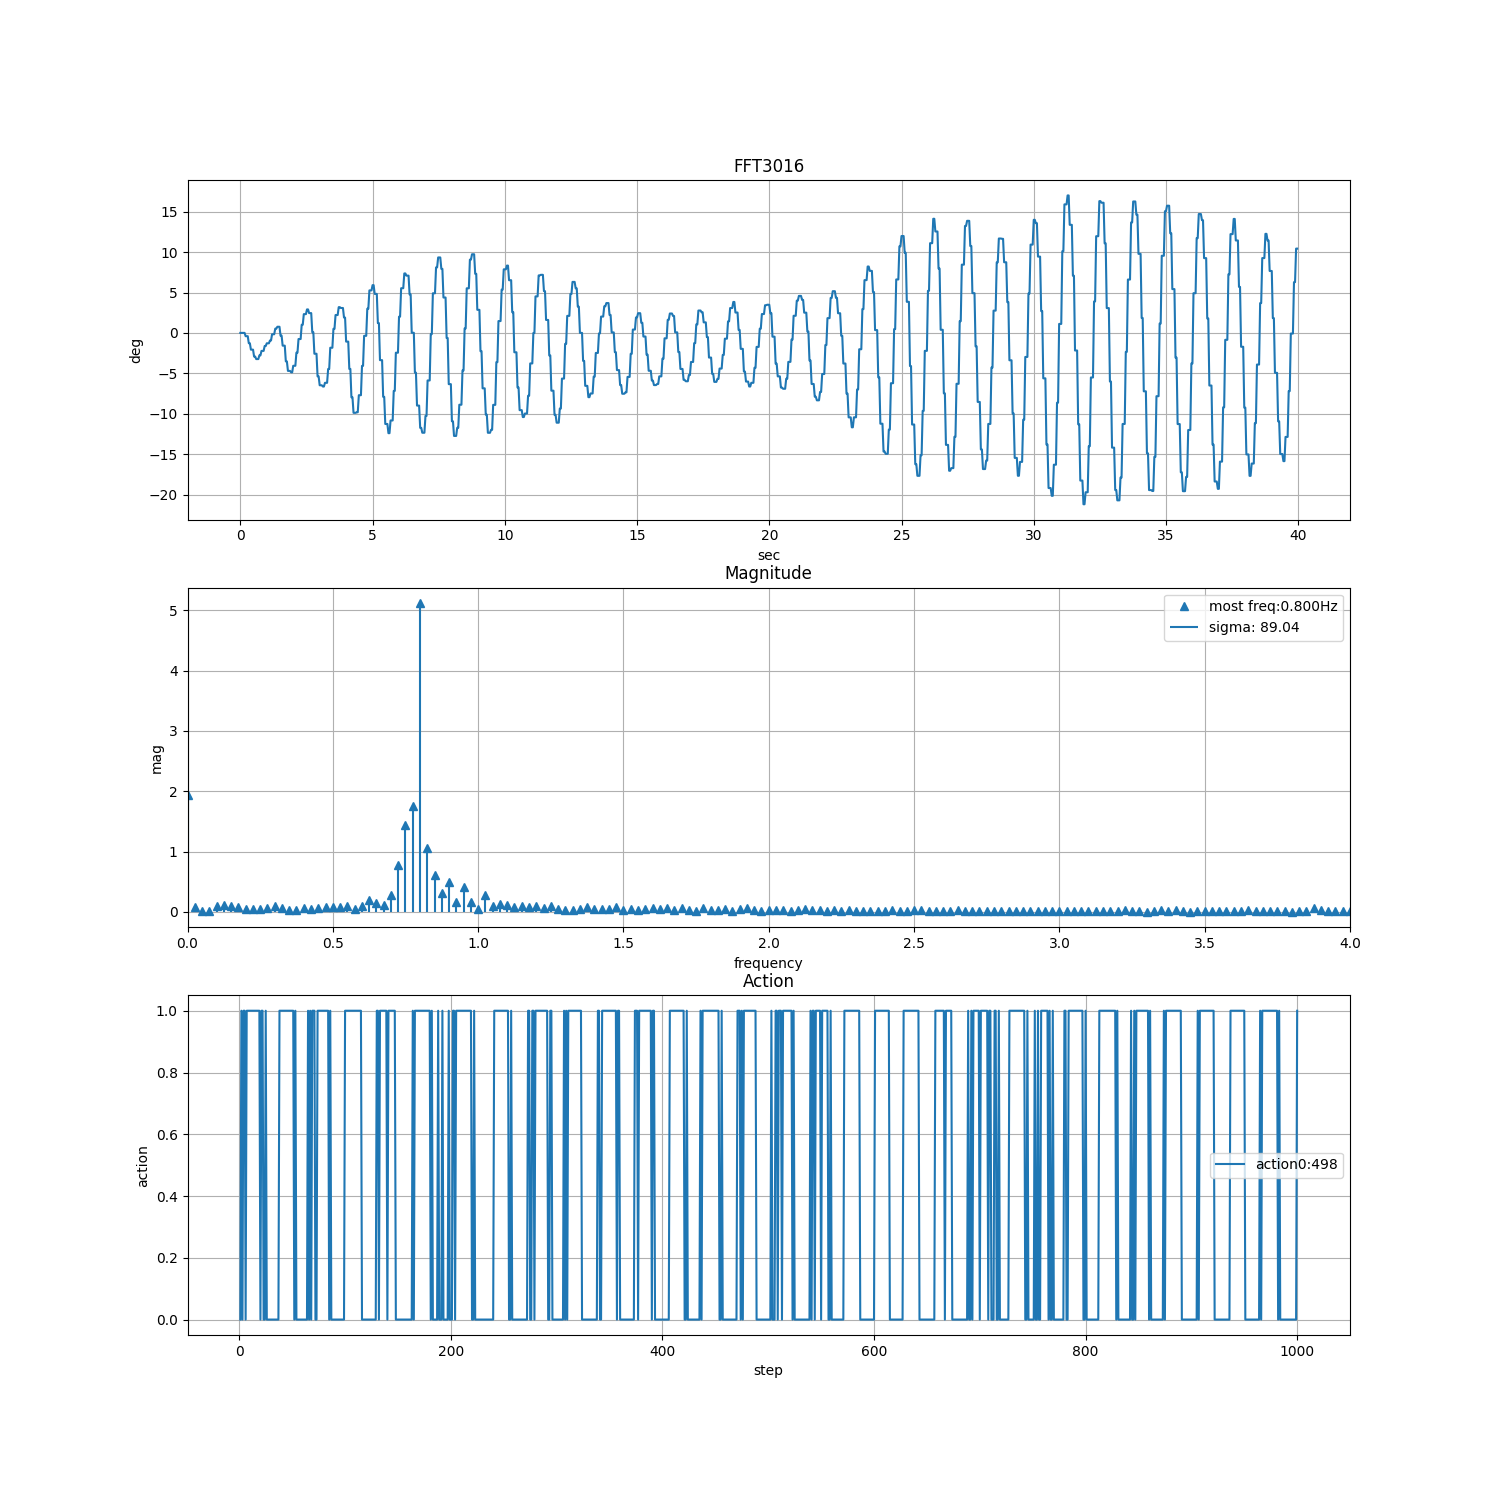 FFT3016
15
10
5
0
−5
−10
−15
−20
deg
0 5 10 15 20 25 30 35 40
sec
Magnitude
5
4
3
2
1
0
mag
most freq:0.800Hz
sigma: 89.04
0.0 0.5 1.0 1.5 2.0 2.5 3.0 3.5 4.0
frequency
Action
1.0
0.8
0.6
0.4
0.2
0.0
action
action0:498
0 200 400 600 800 1000
step